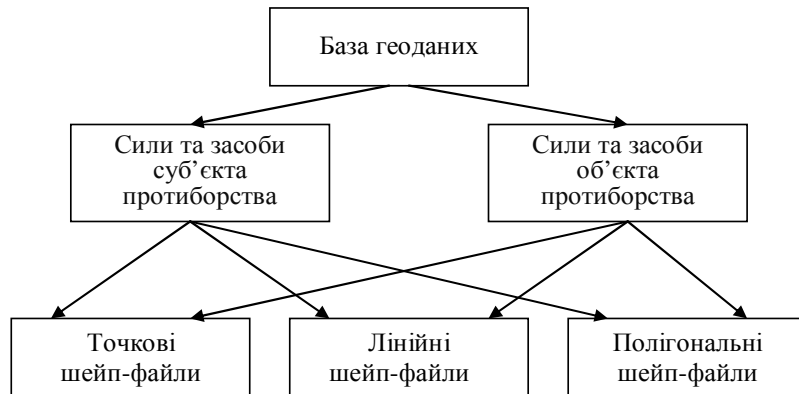 База геоданих
Сили та засоби
суб’єкта
протиборства
Сили та засоби
об’єкта
протиборства
Точкові
шейп-файли
Лінійні
шейп-файли
Полігональні
шейп-файли